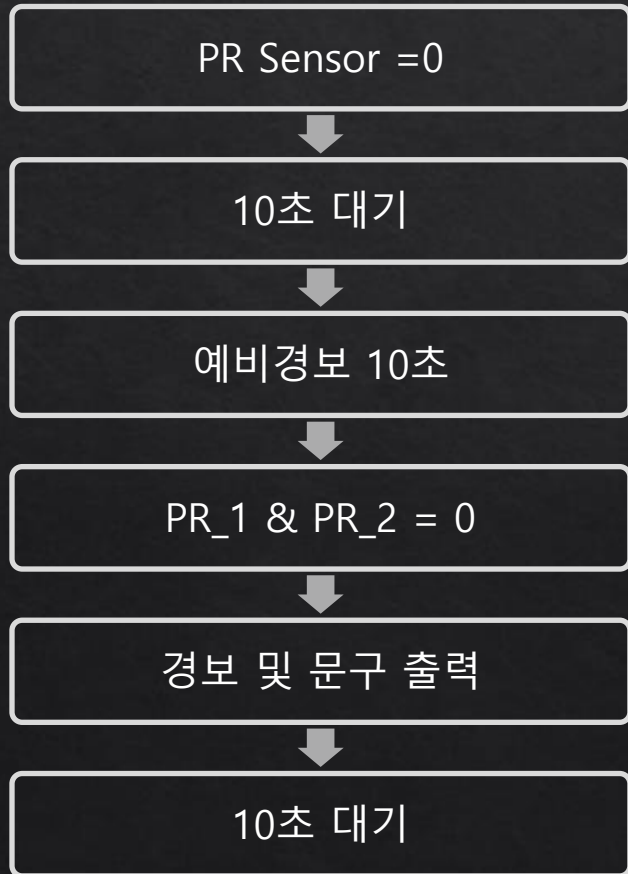 PR Sensor =0
10초 대기
예비경보 10초
PR_1 & PR_2 = 0
경보 및 문구 출력
10초 대기